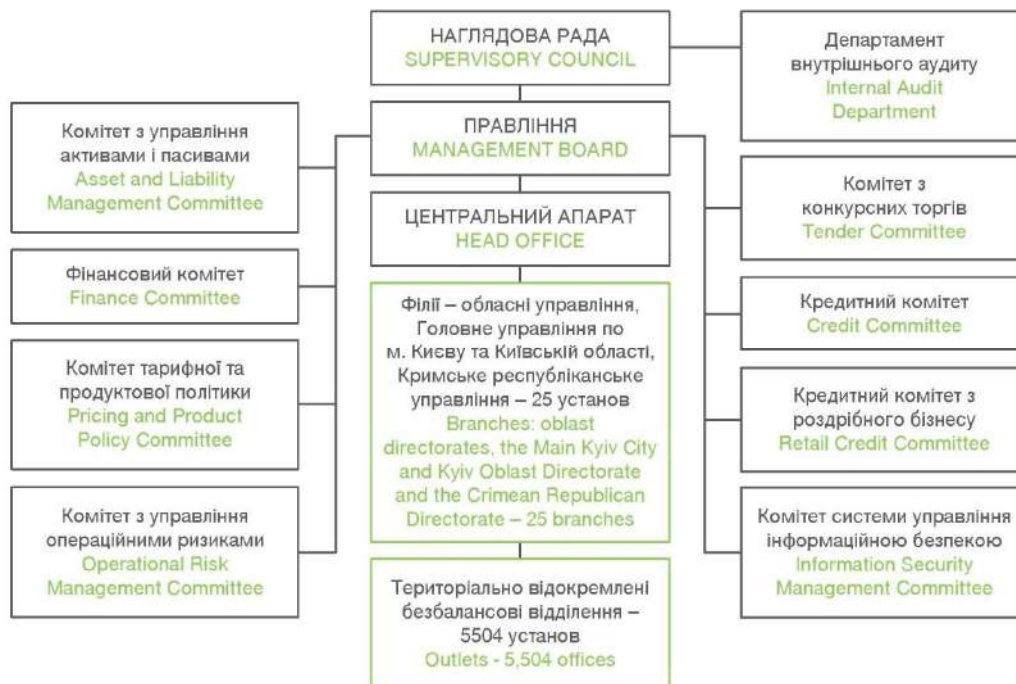 НАГЛЯДОВА РАДА
SUPERVISORY COUNCIL
Департамент
внутрішнього аудиту
Internal Audit
Department
Комітет з управління
активами і пасивами
Asset and Liability
Management Committee
ПРАВЛІННЯ
MANAGEMENT BOARD
Комітет з
конкурсних торгів
Tender Committee
ЦЕНТРАЛЬНИЙ АПАРАТ
HEAD OFFICE
Фінансовий комітет
Finance Committee
Кредитний комітет
Credit Committee
Філії – обласні управління,
Головне управління по
м. Києву та Київській області,
Кримське республіканське
управління – 25 установ
Branches: oblast
directorates, the Main Kyiv City
and Kyiv Oblast Directorate
and the Crimean Republican
Directorate – 25 branches
Комітет тарифної та
продуктової політики
Pricing and Product
Policy Committee
Кредитний комітет з
роздрібного бізнесу
Retail Credit Committee
Комітет з управління
операційними ризиками
Operational Risk
Management Committee
Комітет системи управління
інформаційною безпекою
Information Security
Management Committee
Територіально відокремлені
безбалансові відділення –
5504 установ
Outlets - 5,504 offices